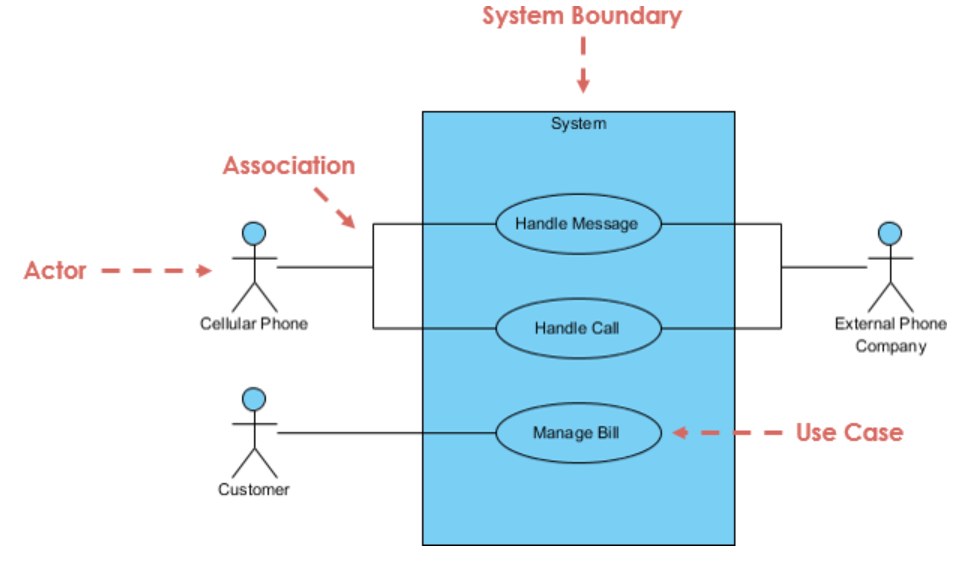 System Boundary
System
Association
Handle Message
Actor
Cellular Phone
Handle Call
External Phone
Company
Manage Bill
Use Case
Customer